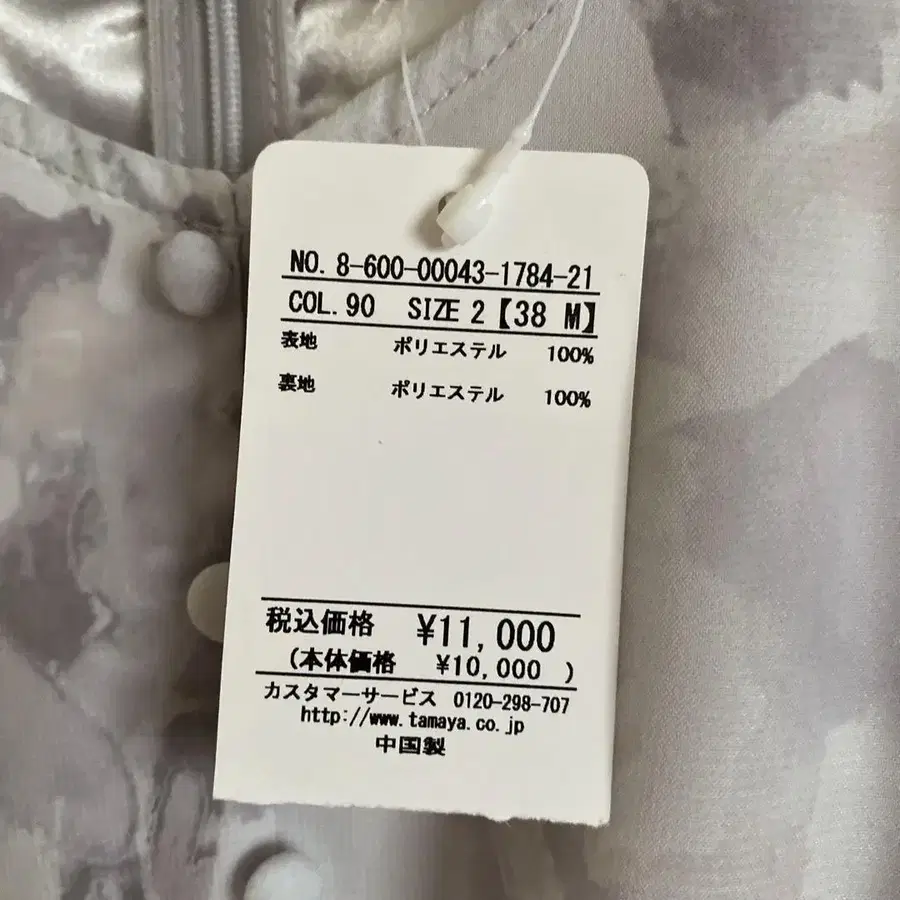 NO. 8-600-00043-1784-21
COL. 90 SIZE 2【38 M】
表地 ポリエステル 100%
裏地 ポリエステル 100%
税込価格 ¥11,000
(本体価格 ¥10,000 )
カスタマーサービス 0120-298-707
http://www.tamaya.co.jp
中国製